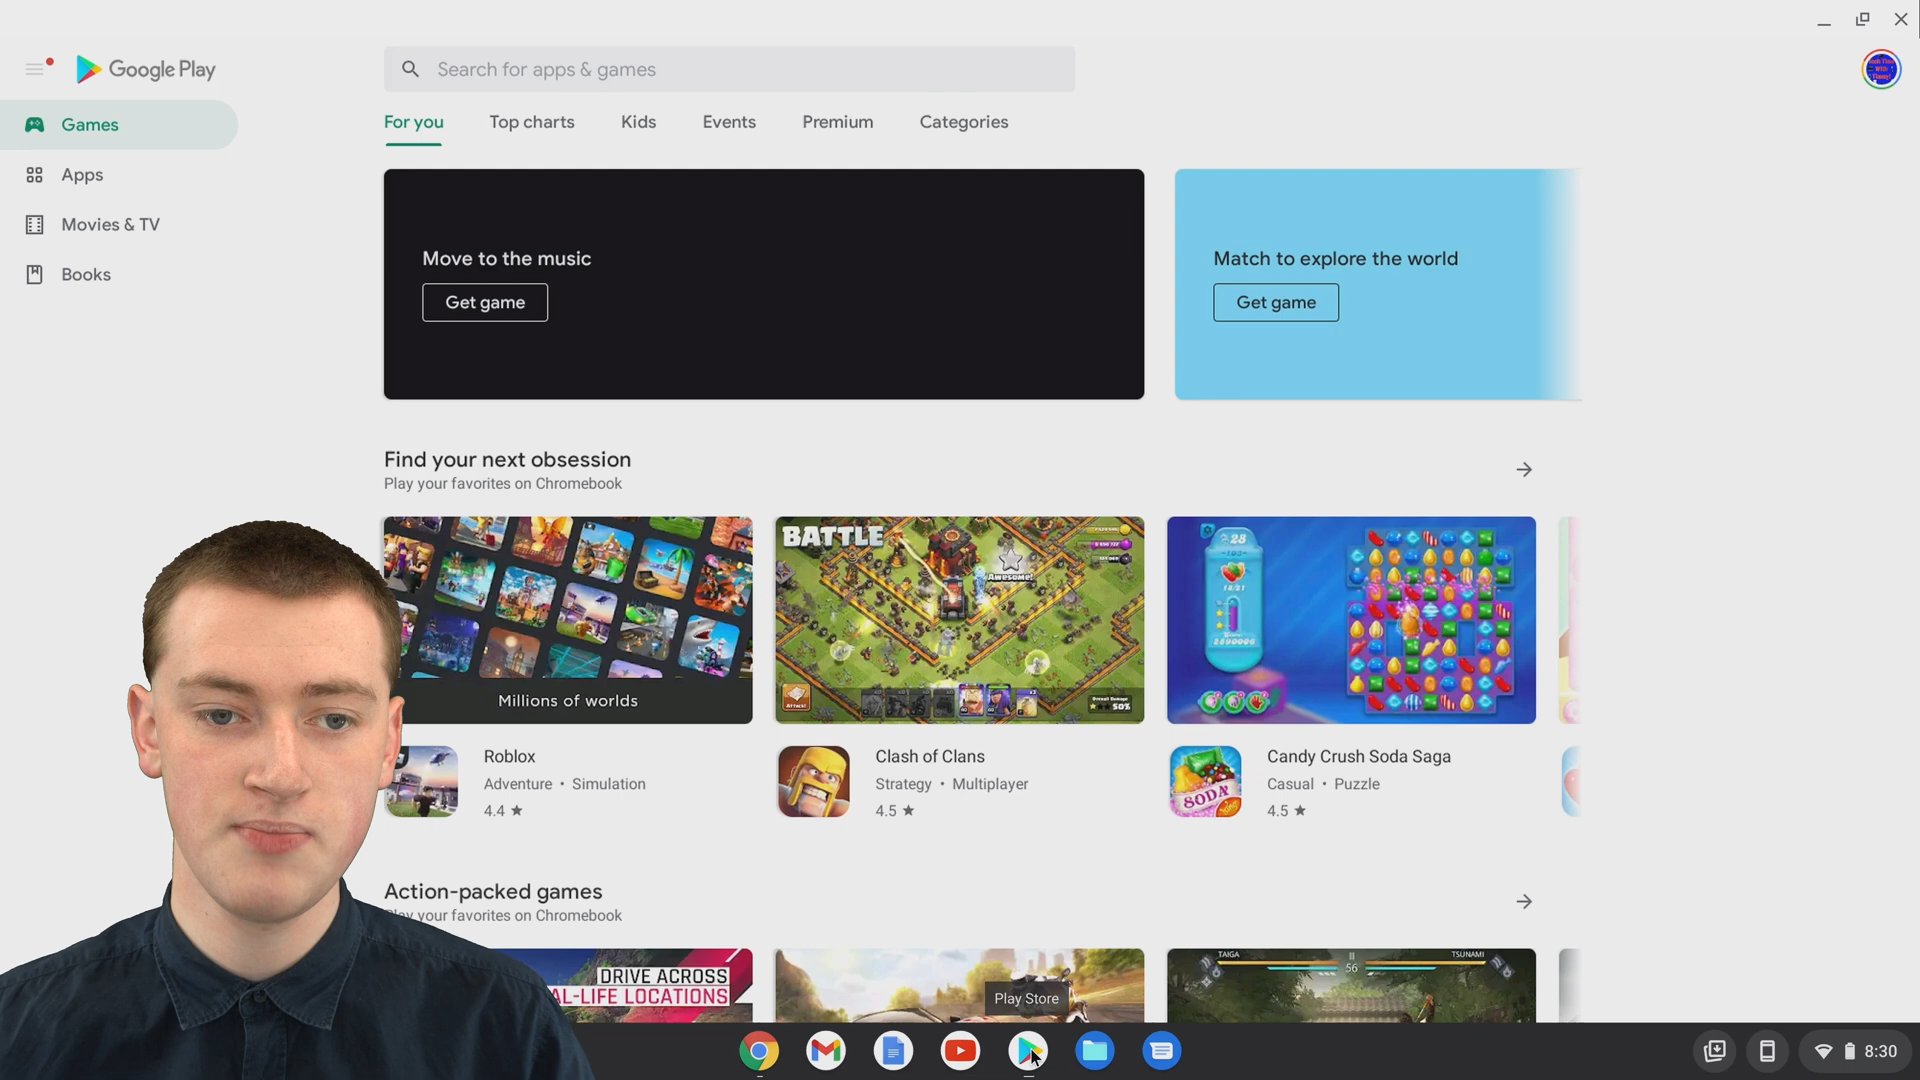 Google Play
Search for apps & games
Games
Apps
Movies & TV
Books
For you
Top charts
Kids
Events
Premium
Categories
Move to the music
Get game
Match to explore the world
Get game
Find your next obsession
Play your favorites on Chromebook
Millions of worlds
BATTLE
Awesome!
Attack!
50%
28
SODA
Roblox
Adventure • Simulation
4.4 ★
Clash of Clans
Strategy • Multiplayer
4.5 ★
Candy Crush Soda Saga
Casual • Puzzle
4.5 ★
Action-packed games
Play your favorites on Chromebook
DRIVE ACROSS
AL-LIFE LOCATIONS
TAIGA
56
TSUNAMI
Play Store
8:30